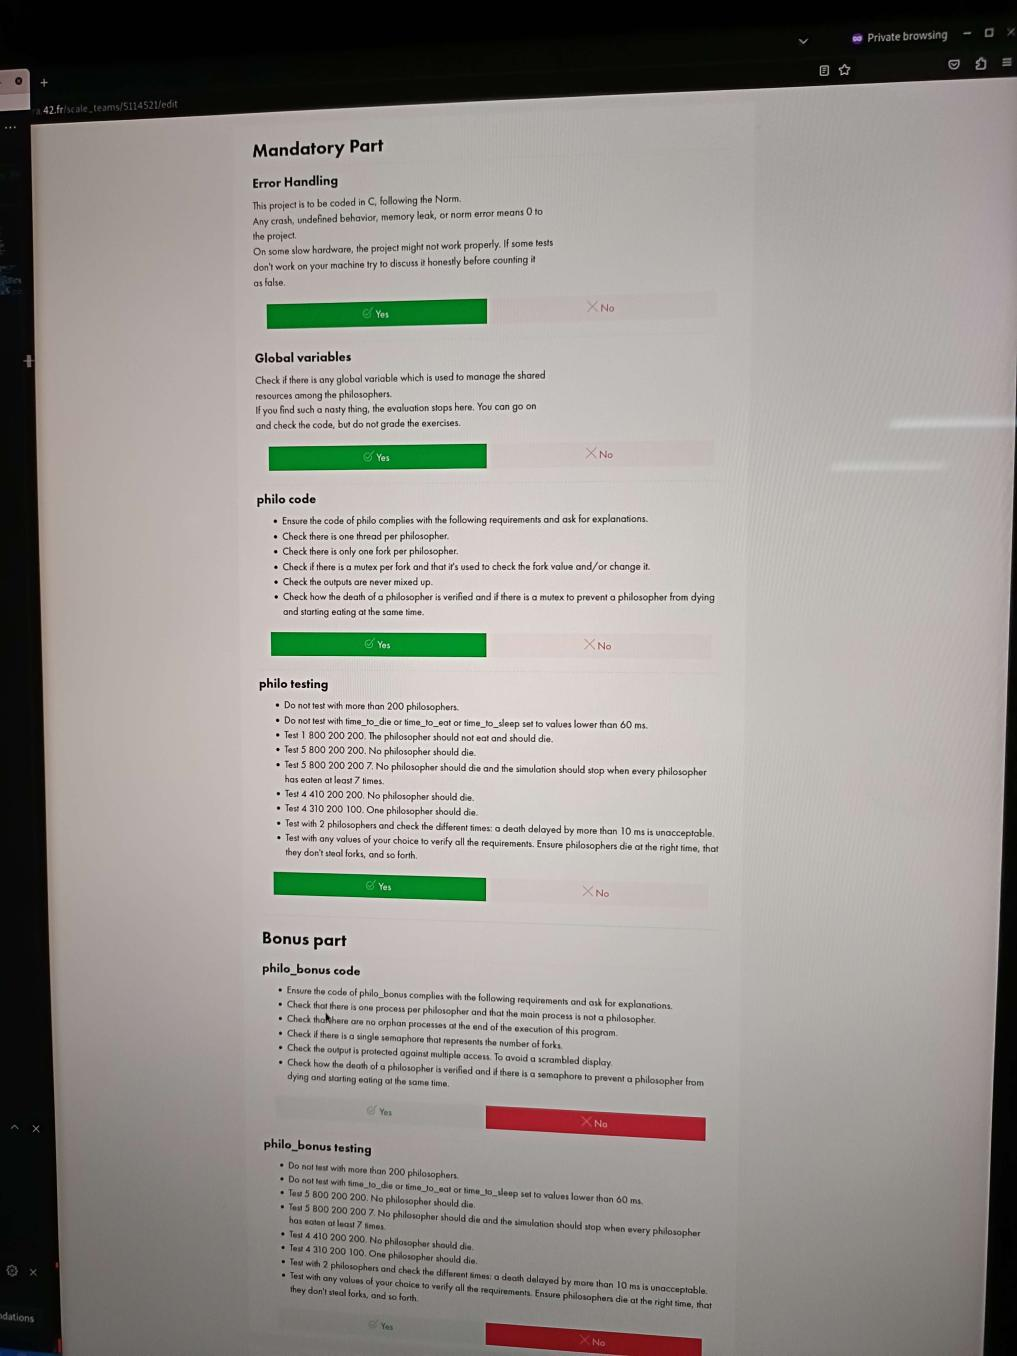 Private browsing
42.fr/scale_teams/5114521/edit
Mandatory Part
Error Handling
This project is to be coded in C, following the Norm.
Any crash, undefined behavior, memory leak, or norm error means 0 to
the project.
On some slow hardware, the project might not work properly. If some tests
don't work on your machine try to discuss it honestly before counting it
as false.
Yes No
Global variables
Check if there is any global variable which is used to manage the shared
resources among the philosophers.
If you find such a nasty thing, the evaluation stops here. You can go on
and check the code, but do not grade the exercises.
Yes No
philo code
• Ensure the code of philo complies with the following requirements and ask for explanations.
• Check there is one thread per philosopher.
• Check there is only one fork per philosopher.
• Check if there is a mutex per fork and that it's used to check the fork value and/or change it.
• Check the outputs are never mixed up.
• Check how the death of a philosopher is verified and if there is a mutex to prevent a philosopher from dying
and starting eating at the same time.
Yes No
philo testing
• Do not test with more than 200 philosophers.
• Do not test with time_to_die or time_to_eat or time_to_sleep set to values lower than 60 ms.
• Test 1 800 200 200. The philosopher should not eat and should die.
• Test 5 800 200 200. No philosopher should die.
• Test 5 800 200 200 7. No philosopher should die and the simulation should stop when every philosopher
has eaten at least 7 times.
• Test 4 410 200 200. No philosopher should die.
• Test 4 310 200 100. One philosopher should die.
• Test with 2 philosophers and check the different times: a death delayed by more than 10 ms is unacceptable.
• Test with any values of your choice to verify all the requirements. Ensure philosophers die at the right time, that
they don't steal forks, and so forth.
Yes No
Bonus part
philo_bonus code
• Ensure the code of philo_bonus complies with the following requirements and ask for explanations.
• Check that there is one process per philosopher and that the main process is not a philosopher.
• Check that there are no orphan processes at the end of the execution of this program.
• Check if there is a single semaphore that represents the number of forks.
• Check the output is protected against multiple access. To avoid a scrambled display.
• Check how the death of a philosopher is verified and if there is a semaphore to prevent a philosopher from
dying and starting eating at the same time.
Yes No
philo_bonus testing
• Do not test with more than 200 philosophers.
• Do not test with time_to_die or time_to_eat or time_to_sleep set to values lower than 60 ms.
• Test 5 800 200 200. No philosopher should die.
• Test 5 800 200 200 7. No philosopher should die and the simulation should stop when every philosopher
has eaten at least 7 times.
• Test 4 410 200 200. No philosopher should die.
• Test 4 310 200 100. One philosopher should die.
• Test with 2 philosophers and check the different times: a death delayed by more than 10 ms is unacceptable.
• Test with any values of your choice to verify all the requirements. Ensure philosophers die at the right time, that
they don't steal forks, and so forth.
Yes No